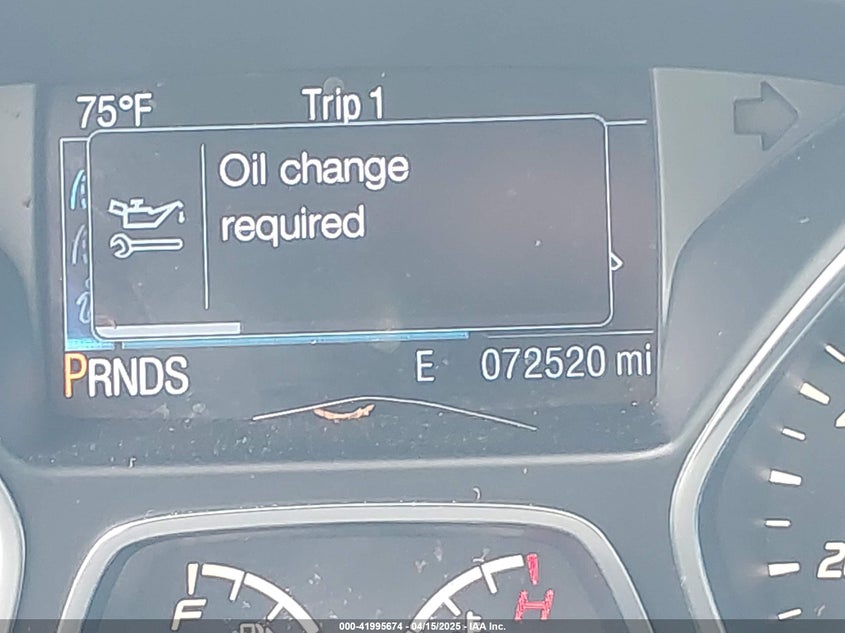 75°F Trip 1
Oil change
required
PRNDS E 072520 mi
F H
000-41995674 - 04/15/2025 - IAA Inc.